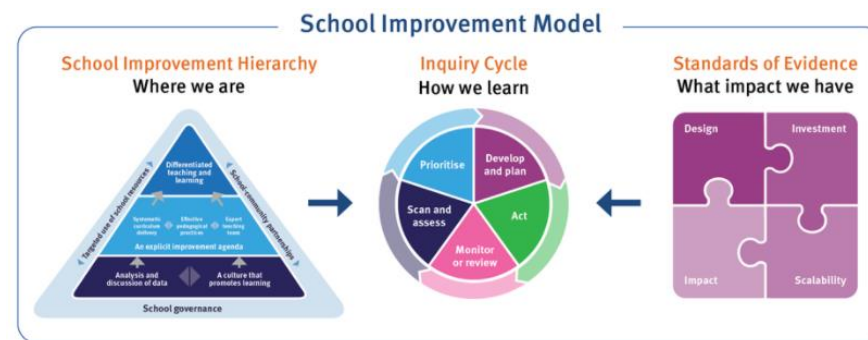 School Improvement Model
School Improvement Hierarchy
Where we are
Differentiated
teaching and
learning
Targeted use of school resources
School-community partnerships
Systematic
curriculum
delivery
Effective
pedagogical
practices
Expert
teaching
team
An explicit improvement agenda
Analysis and
discussion of data
A culture that
promotes learning
School governance
Inquiry Cycle
How we learn
Prioritise
Develop
and plan
Scan and
assess
Act
Monitor
or review
Standards of Evidence
What impact we have
Design
Investment
Impact
Scalability